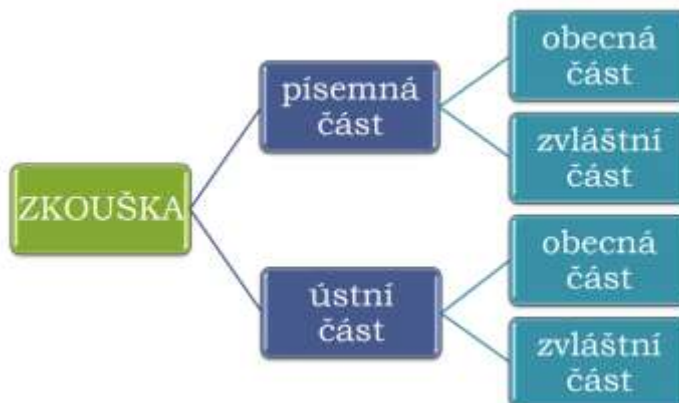 ZKOUŠKA
písemná
část
obecná
část
zvláštní
část
ústní
část
obecná
část
zvláštní
část